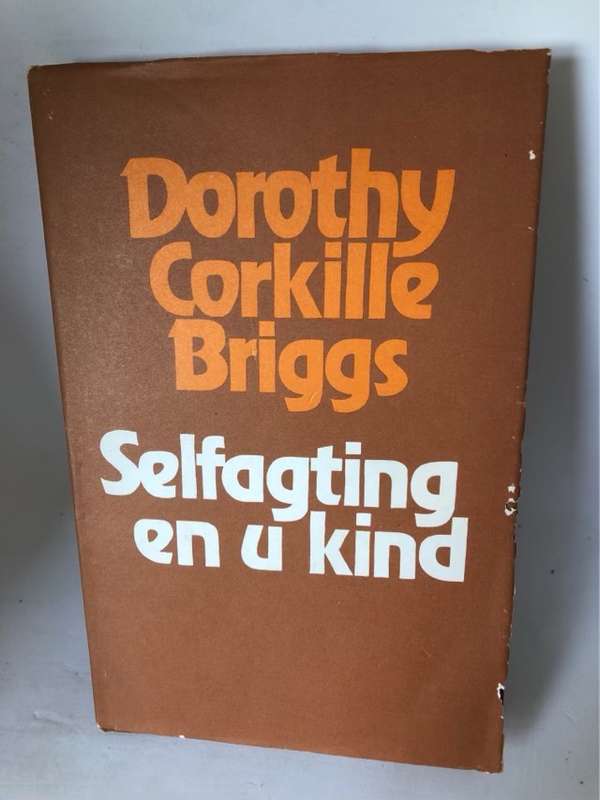 Dorothy
Corkille
Briggs
Selfagting
en u kind